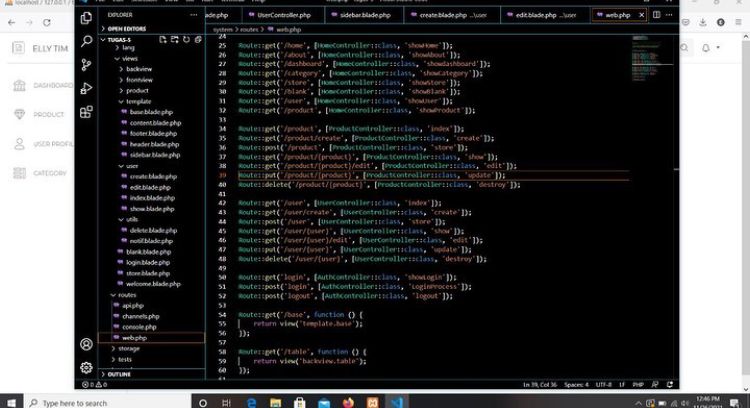 localhost / 127.0.0.1
ELLY TIM
DASHBOARD
PRODUCT
USER PROFIL
CATEGORY
EXPLORER
OPEN EDITORS
TUGAS-5
lang
views
backview
frontview
product
template
base.blade.php
content.blade.php
footer.blade.php
header.blade.php
sidebar.blade.php
user
create.blade.php
edit.blade.php
index.blade.php
show.blade.php
utils
delete.blade.php
notif.blade.php
blank.blade.php
login.blade.php
store.blade.php
welcome.blade.php
routes
api.php
channels.php
console.php
web.php
storage
tests
OUTLINE
UserController.php
sidebar.blade.php
create.blade.php ...\user
edit.blade.php ...\user
web.php
system > routes > web.php
24
25 Route::get('/home', [HomeController::class, 'showHome']);
26 Route::get('/about', [HomeController::class, 'showAbout']);
27 Route::get('/dashboard', [HomeController::class, 'showdashboard']);
28 Route::get('/category', [HomeController::class, 'showCategory']);
29 Route::get('/store', [HomeController::class, 'showStore']);
30 Route::get('/blank', [HomeController::class, 'showBlank']);
31 Route::get('/user', [HomeController::class, 'showUser']);
32 Route::get('/product', [HomeController::class, 'showProduct']);
34 Route::get('/product', [ProductController::class, 'index']);
35 Route::get('/product/create', [ProductController::class, 'create']);
36 Route::post('/product', [ProductController::class, 'store']);
37 Route::get('/product/{product}', [ProductController::class, 'show']);
38 Route::get('/product/{product}/edit', [ProductController::class, 'edit']);
39 Route::put('/product/{product}', [ProductController::class, 'update']);
40 Route::delete('/product/{product}', [ProductController::class, 'destroy']);
42 Route::get('/user', [UserController::class, 'index']);
43 Route::get('/user/create', [UserController::class, 'create']);
44 Route::post('/user', [UserController::class, 'store']);
45 Route::get('/user/{user}', [UserController::class, 'show']);
46 Route::get('/user/{user}/edit', [UserController::class, 'edit']);
47 Route::put('/user/{user}', [UserController::class, 'update']);
48 Route::delete('/user/{user}', [UserController::class, 'destroy']);
50 Route::get('login', [AuthController::class, 'showLogin']);
51 Route::post('login', [AuthController::class, 'LoginProcess']);
52 Route::post('logout', [AuthController::class, 'logout']);
54 Route::get('/base', function () {
55 return view('template.base');
56 });
58 Route::get('/table', function () {
59 return view('backview.table');
60 });
0 0
Ln 39, Col 36 Spaces: 4 UTF-8 LF PHP
Type here to search
12:46 PM